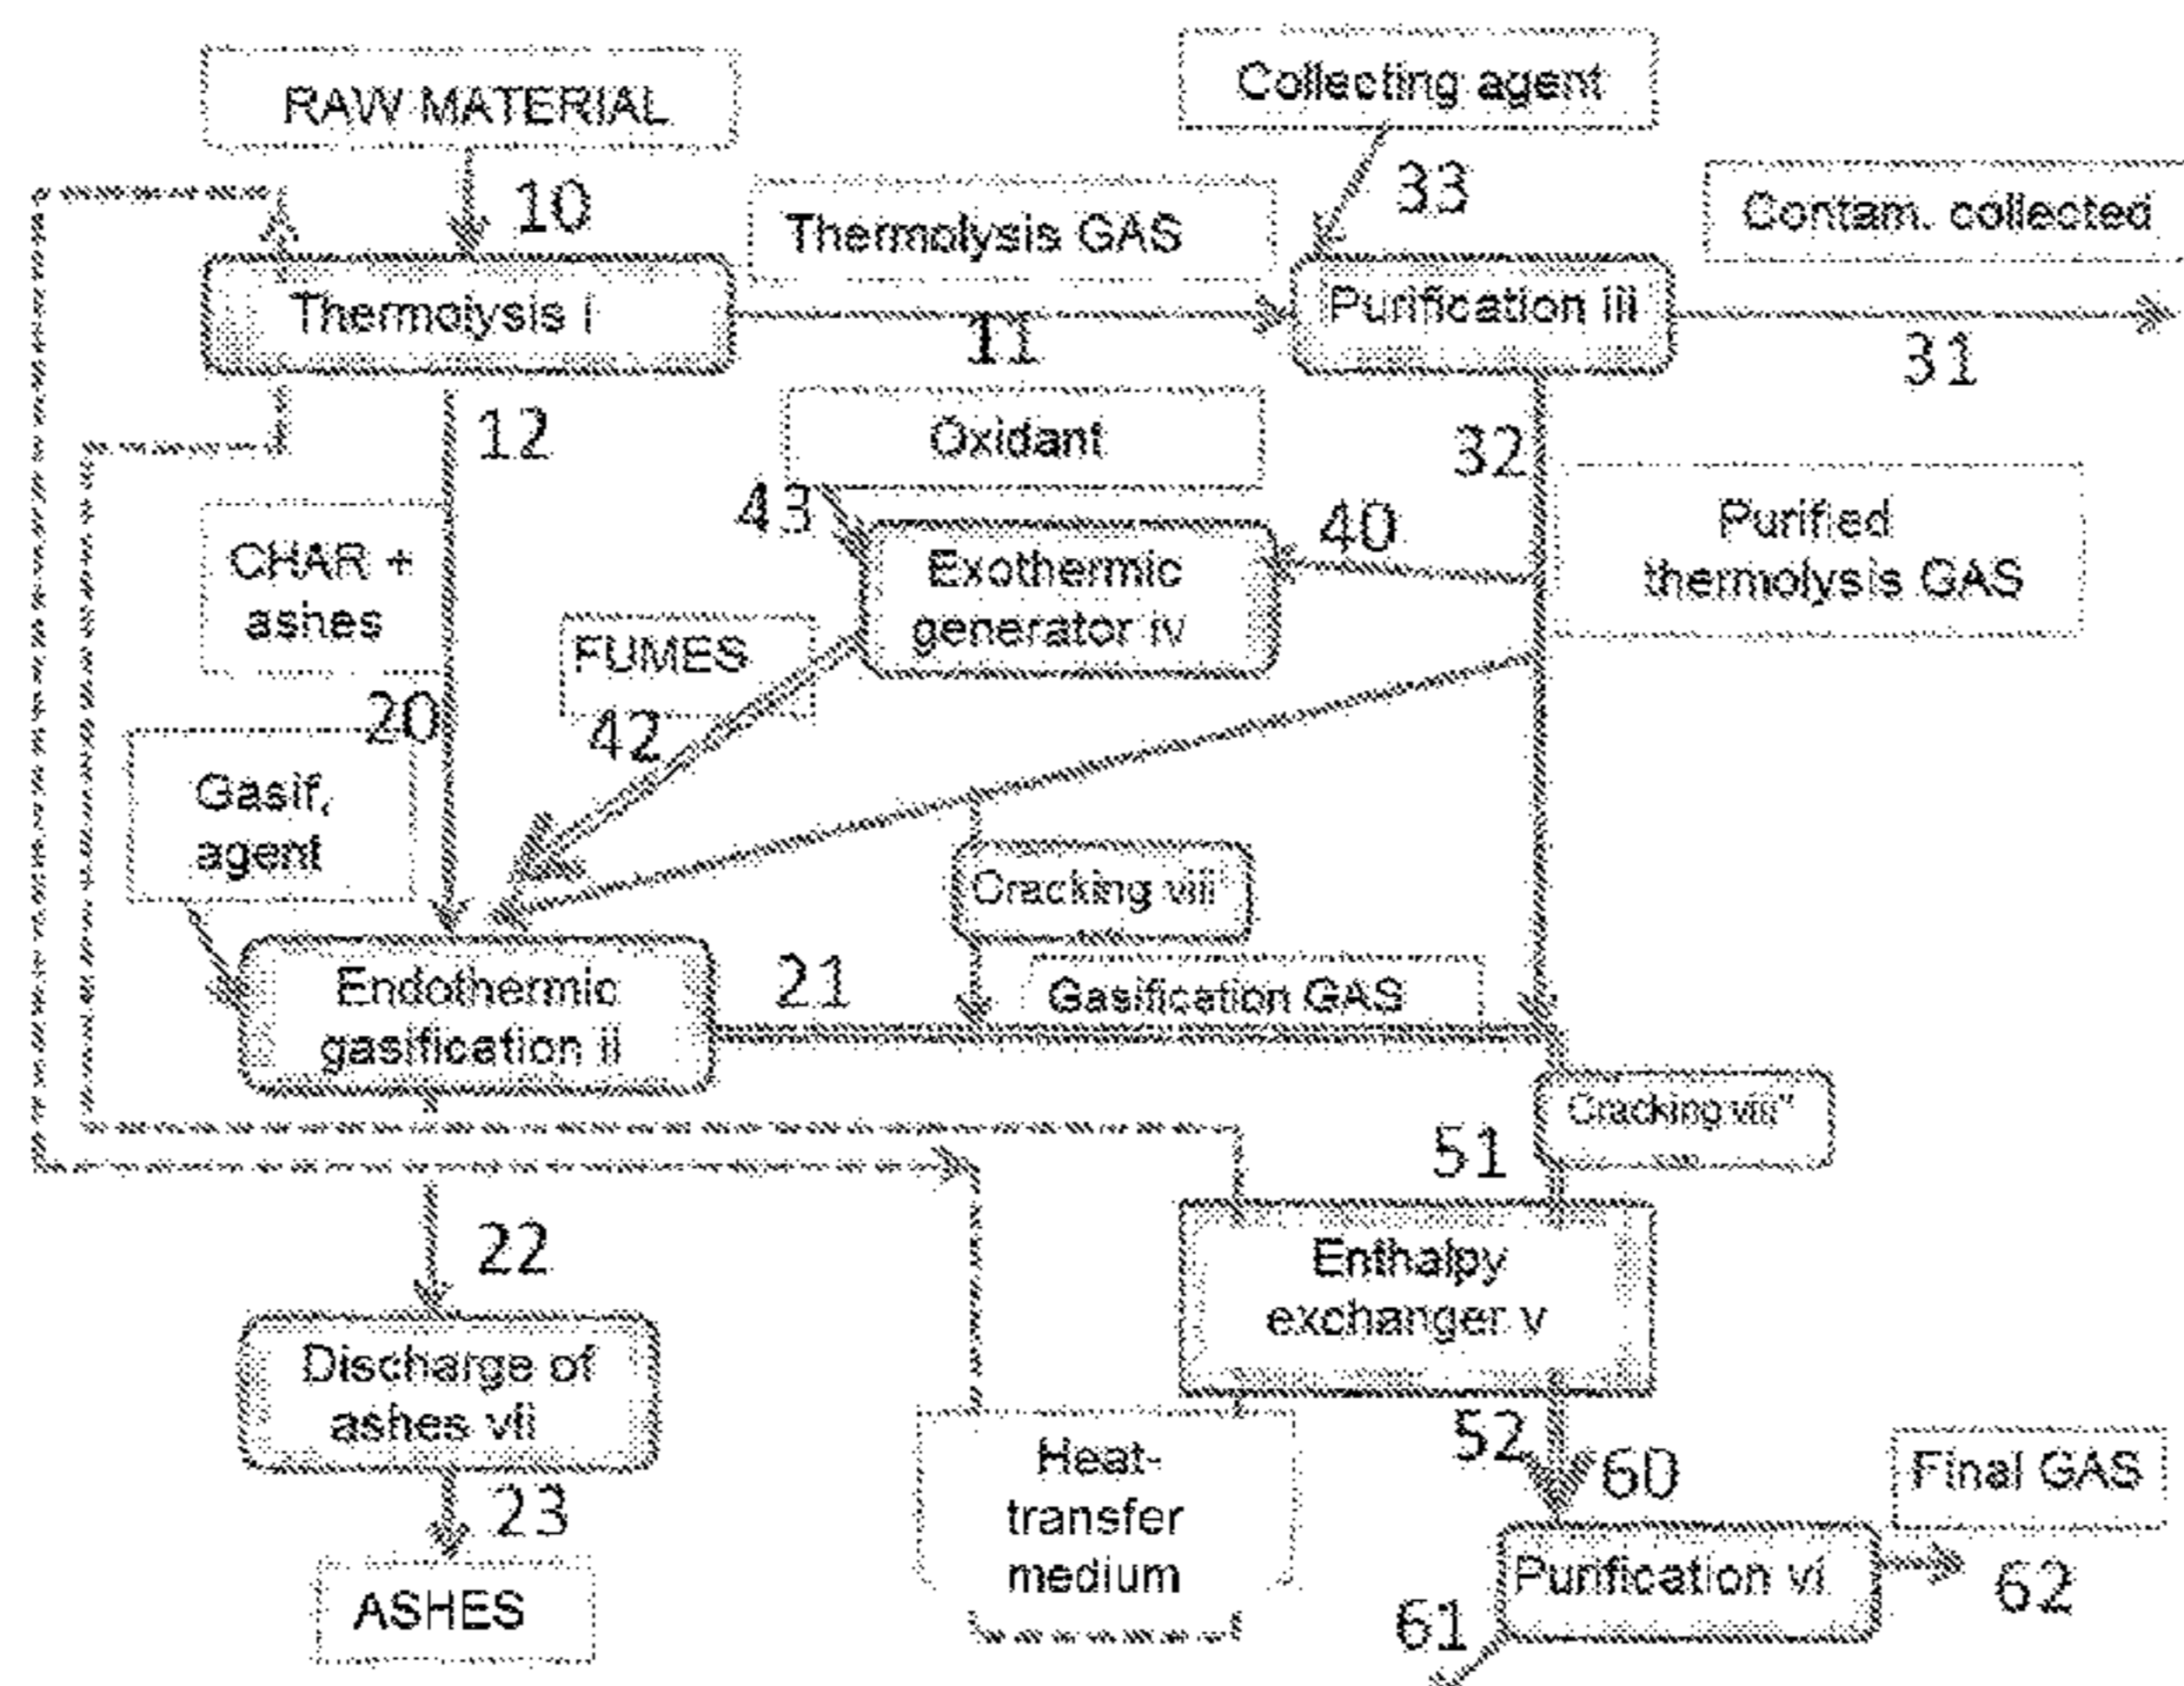 RAW MATERIAL
Collecting agent
33
10
Thermolysis GAS
Contam. collected
Thermolysis i
Purification iii
11
31
12
Oxidant
32
43
40
Purified
thermolysis GAS
CHAR +
ashes
Exothermic
generator iv
FUMES
20
42
Gasif.
agent
Cracking viii'
21
Gasification GAS
Endothermic
gasification ii
Cracking viii"
51
22
Enthalpy
exchanger v
Discharge of
ashes vii
52
60
Final GAS
Heat-
transfer
medium
23
Purification vi
62
61
ASHES